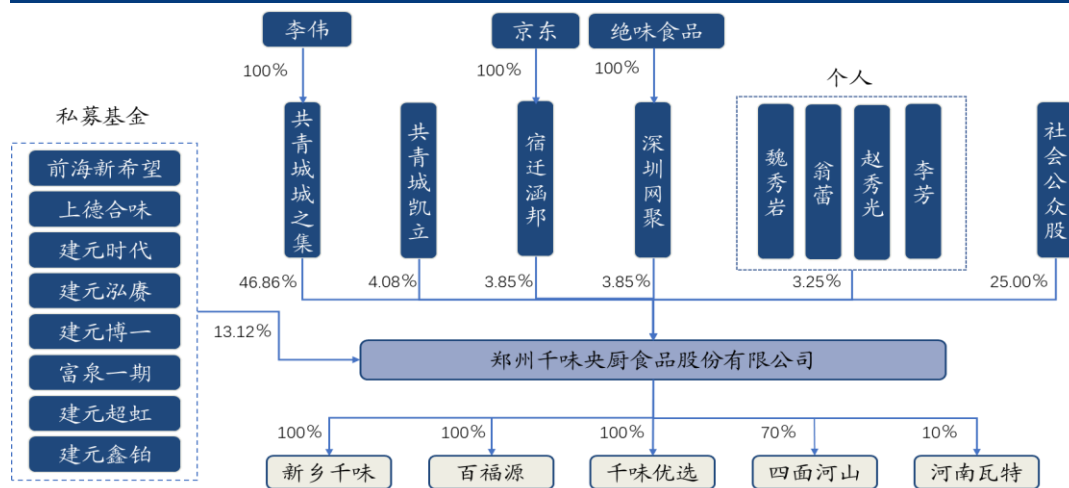 李伟
京东
绝味食品
100%
100%
100%
个人
私募基金
前海新希望
上德合味
建元时代
建元泓赓
建元博一
富泉一期
建元超虹
建元鑫铂
共青城城之集
共青城凯立
宿迁涵邦
深圳网聚
魏秀岩
翁蕾
赵秀光
李芳
社会公众股
46.86%
4.08%
3.85%
3.85%
3.25%
25.00%
13.12%
郑州千味央厨食品股份有限公司
100%
100%
100%
70%
10%
新乡千味
百福源
千味优选
四面河山
河南瓦特